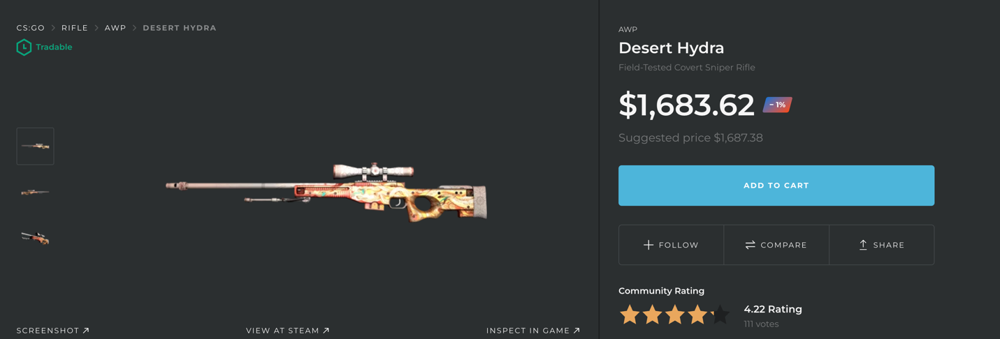 CS:GO > RIFLE > AWP > DESERT HYDRA
Tradable
SCREENSHOT
VIEW AT STEAM
INSPECT IN GAME
AWP
Desert Hydra
Field-Tested Covert Sniper Rifle
$1,683.62 − 1%
Suggested price $1,687.38
ADD TO CART
FOLLOW
COMPARE
SHARE
Community Rating
4.22 Rating
111 votes